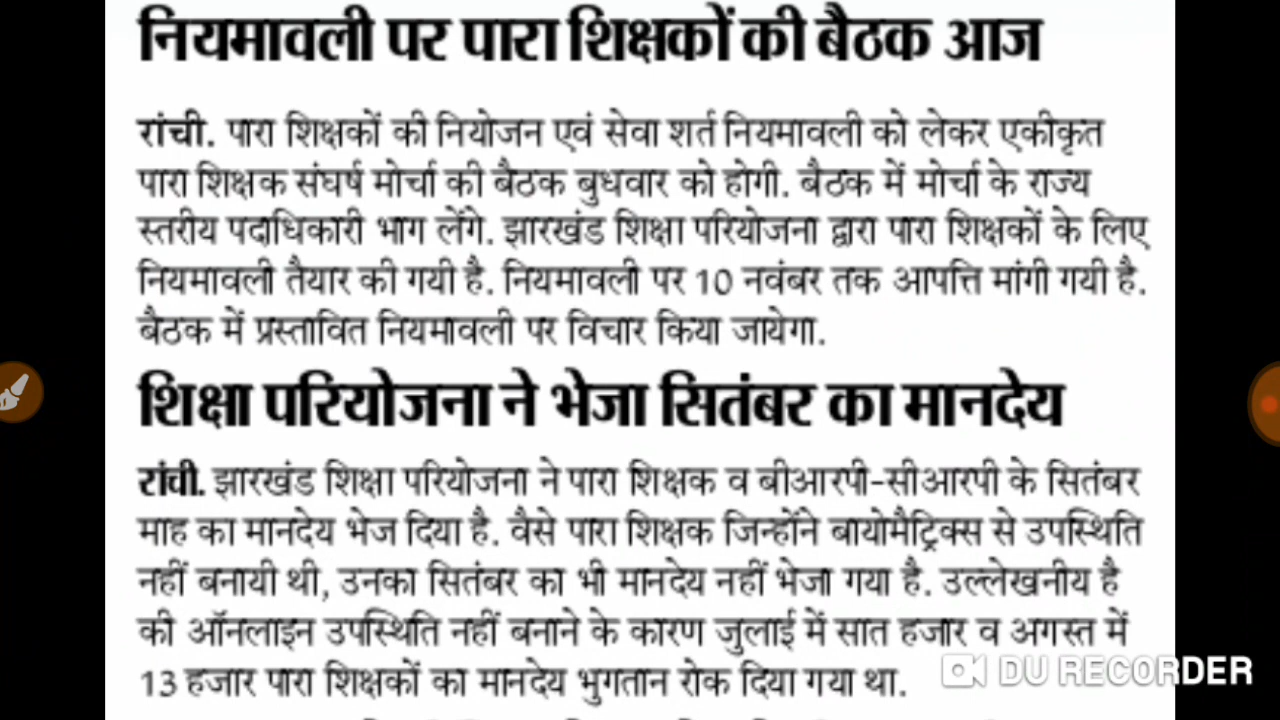 नियमावली पर पारा शिक्षकों की बैठक आज
रांची. पारा शिक्षकों की नियोजन एवं सेवा शर्त नियमावली को लेकर एकीकृत
पारा शिक्षक संघर्ष मोर्चा की बैठक बुधवार को होगी. बैठक में मोर्चा के राज्य
स्तरीय पदाधिकारी भाग लेंगे. झारखंड शिक्षा परियोजना द्वारा पारा शिक्षकों के लिए
नियमावली तैयार की गयी है. नियमावली पर 10 नवंबर तक आपत्ति मांगी गयी है.
बैठक में प्रस्तावित नियमावली पर विचार किया जायेगा.
शिक्षा परियोजना ने भेजा सितंबर का मानदेय
रांची. झारखंड शिक्षा परियोजना ने पारा शिक्षक व बीआरपी-सीआरपी के सितंबर
माह का मानदेय भेज दिया है. वैसे पारा शिक्षक जिन्होंने बायोमैट्रिक्स से उपस्थिति
नहीं बनायी थी, उनका सितंबर का भी मानदेय नहीं भेजा गया है. उल्लेखनीय है
की ऑनलाइन उपस्थिति नहीं बनाने के कारण जुलाई में सात हजार व अगस्त में
13 हजार पारा शिक्षकों का मानदेय भुगतान रोक दिया गया था.
DU RECORDER